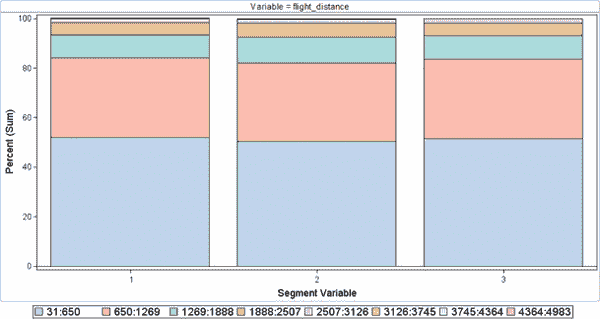 Variable = flight_distance
100
80
60
40
20
0
Percent (Sum)
1 2 3
Segment Variable
31:650 650:1269 1269:1888 1888:2507 2507:3126 3126:3745 3745:4364 4364:4983